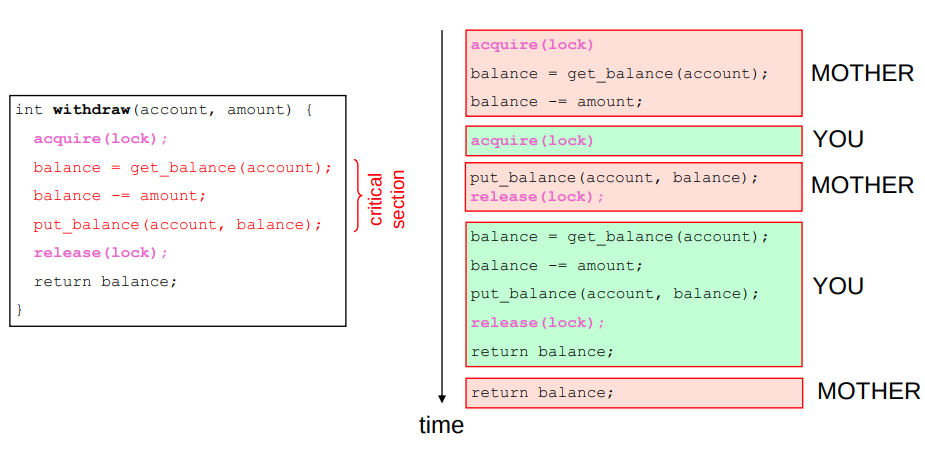 int withdraw(account, amount) {
acquire(lock);
balance = get_balance(account);
balance -= amount;
put_balance(account, balance);
release(lock);
return balance;
}
critical
section
acquire(lock)
balance = get_balance(account);
balance -= amount;
MOTHER
acquire(lock)
YOU
put_balance(account, balance);
release(lock);
MOTHER
balance = get_balance(account);
balance -= amount;
put_balance(account, balance);
release(lock);
return balance;
YOU
return balance;
MOTHER
time